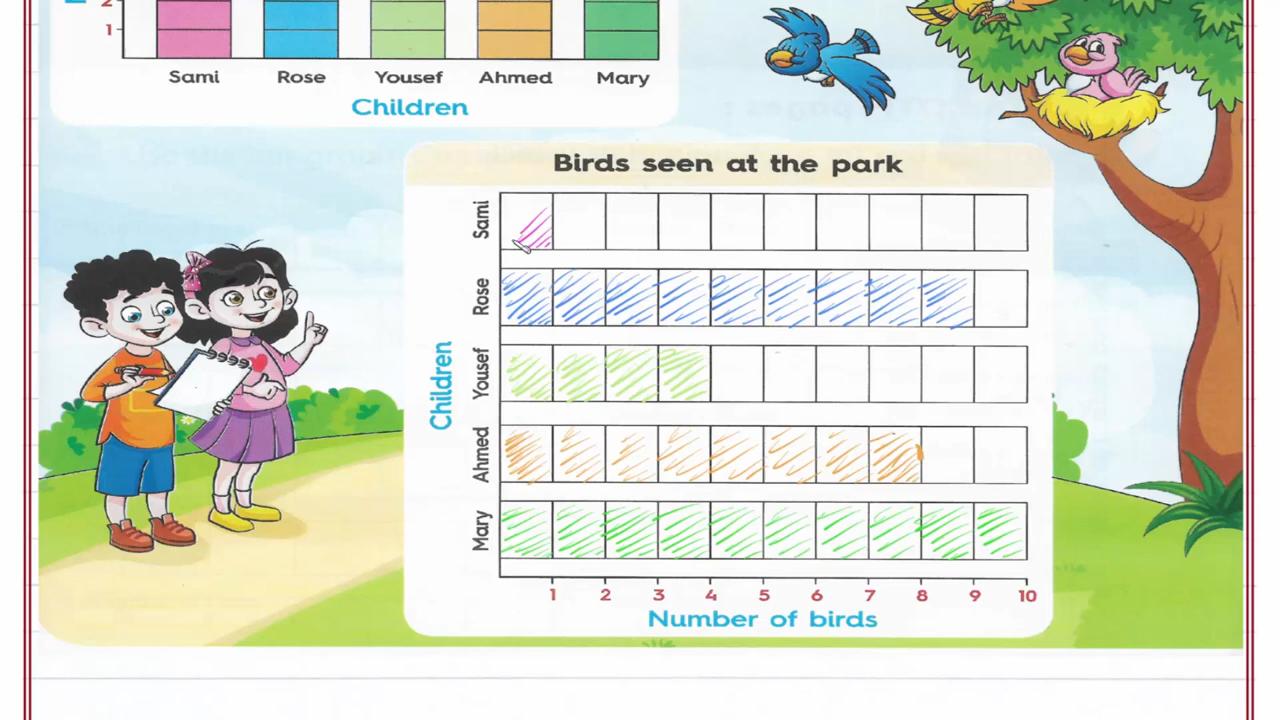 2
1
Sami Rose Yousef Ahmed Mary
Children
Birds seen at the park
Sami
Rose
Yousef
Ahmed
Mary
Children
1 2 3 4 5 6 7 8 9 10
Number of birds